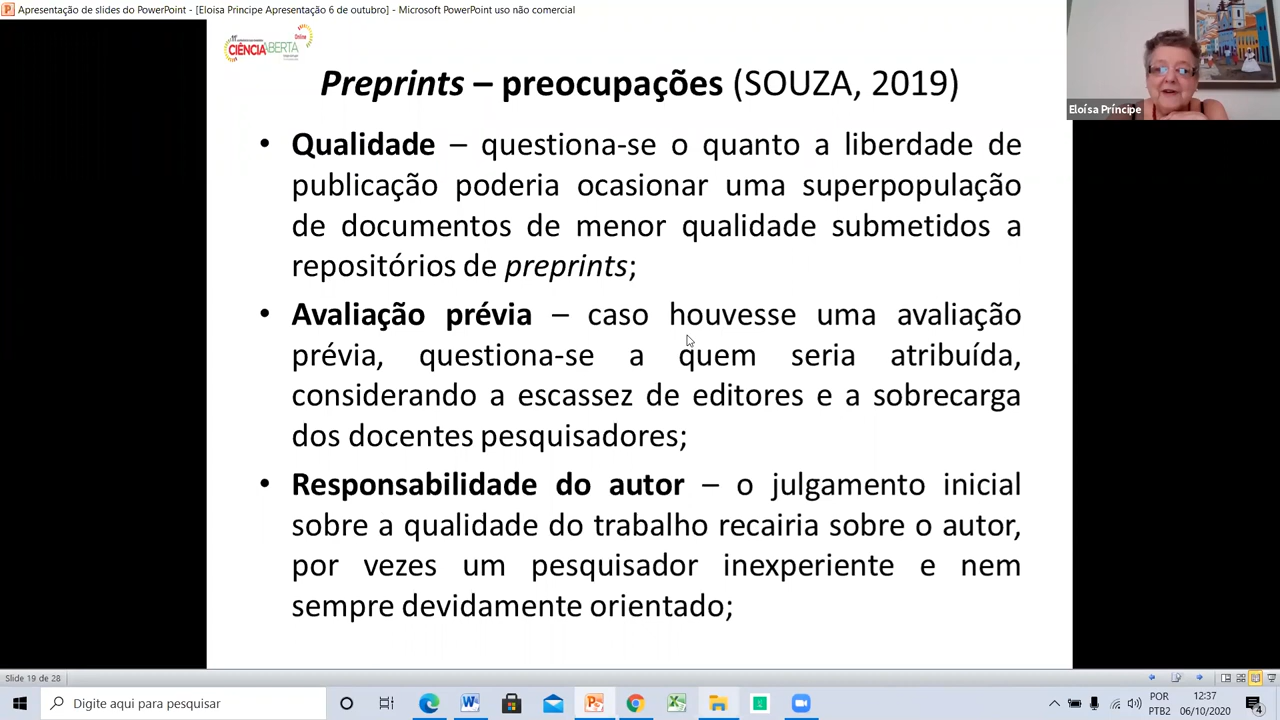 Apresentação de slides do PowerPoint - [Eloisa Principe Apresentação 6 de outubro] - Microsoft PowerPoint uso não comercial
Online
CIÊNCIAABERTA
Eloísa Príncipe
Preprints – preocupações (SOUZA, 2019)
• Qualidade – questiona-se o quanto a liberdade de
publicação poderia ocasionar uma superpopulação
de documentos de menor qualidade submetidos a
repositórios de preprints;
• Avaliação prévia – caso houvesse uma avaliação
prévia, questiona-se a quem seria atribuída,
considerando a escassez de editores e a sobrecarga
dos docentes pesquisadores;
• Responsabilidade do autor – o julgamento inicial
sobre a qualidade do trabalho recairia sobre o autor,
por vezes um pesquisador inexperiente e nem
sempre devidamente orientado;
Slide 19 de 28
Digite aqui para pesquisar
POR
PTB2
12:37
06/10/2020
4